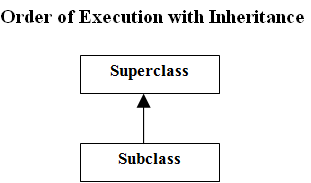 Order of Execution with Inheritance
Superclass
Subclass